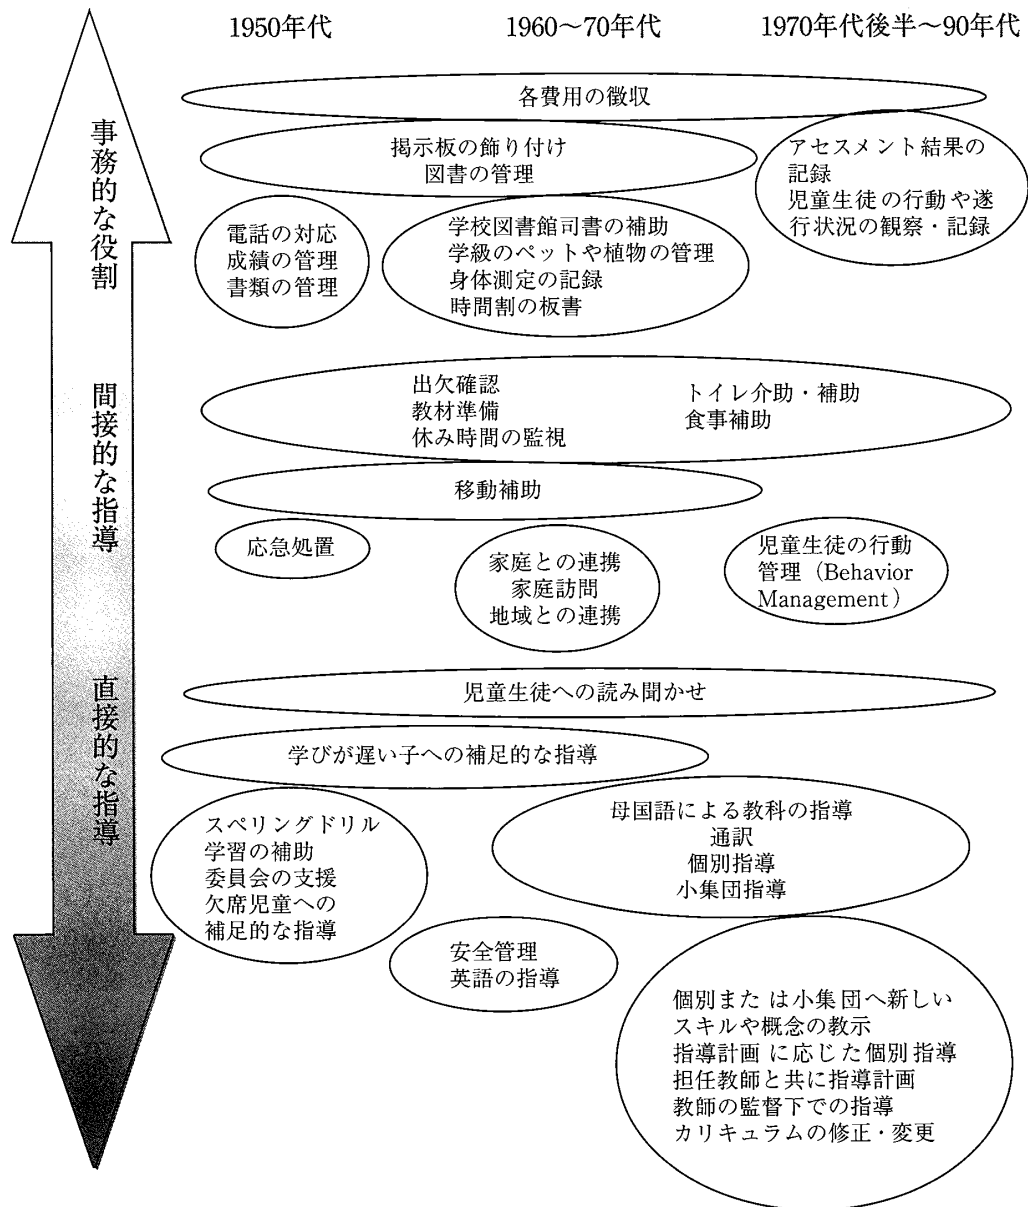 1950年代
1960～70年代
1970年代後半～90年代
事務的な役割
各費用の徴収
掲示板の飾り付け
図書の管理
アセスメント結果の
記録
児童生徒の行動や遂
行状況の観察・記録
電話の対応
成績の管理
書類の管理
学校図書館司書の補助
学級のペットや植物の管理
身体測定の記録
時間割の板書
間接的な指導
出欠確認
教材準備
休み時間の監視
トイレ介助・補助
食事補助
移動補助
応急処置
家庭との連携
家庭訪問
地域との連携
児童生徒の行動
管理（Behavior
Management）
直接的な指導
児童生徒への読み聞かせ
学びが遅い子への補足的な指導
スペリングドリル
学習の補助
委員会の支援
欠席児童への
補足的な指導
母国語による教科の指導
通訳
個別指導
小集団指導
安全管理
英語の指導
個別または小集団へ新しい
スキルや概念の教示
指導計画に応じた個別指導
担任教師と共に指導計画
教師の監督下での指導
カリキュラムの修正・変更